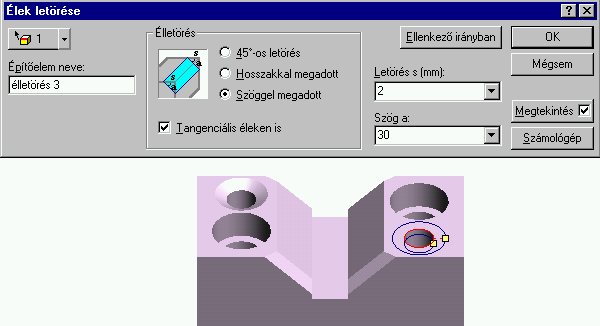 Élek letörése
1
Építőelem neve:
élletörés 3
Élletörés
45°-os letörés
Hosszakkal megadott
Szöggel megadott
Tangenciális éleken is
s
a
s
a
Ellenkező irányban
Letörés s (mm):
2
Szög a:
30
OK
Mégsem
Megtekintés
Számológép